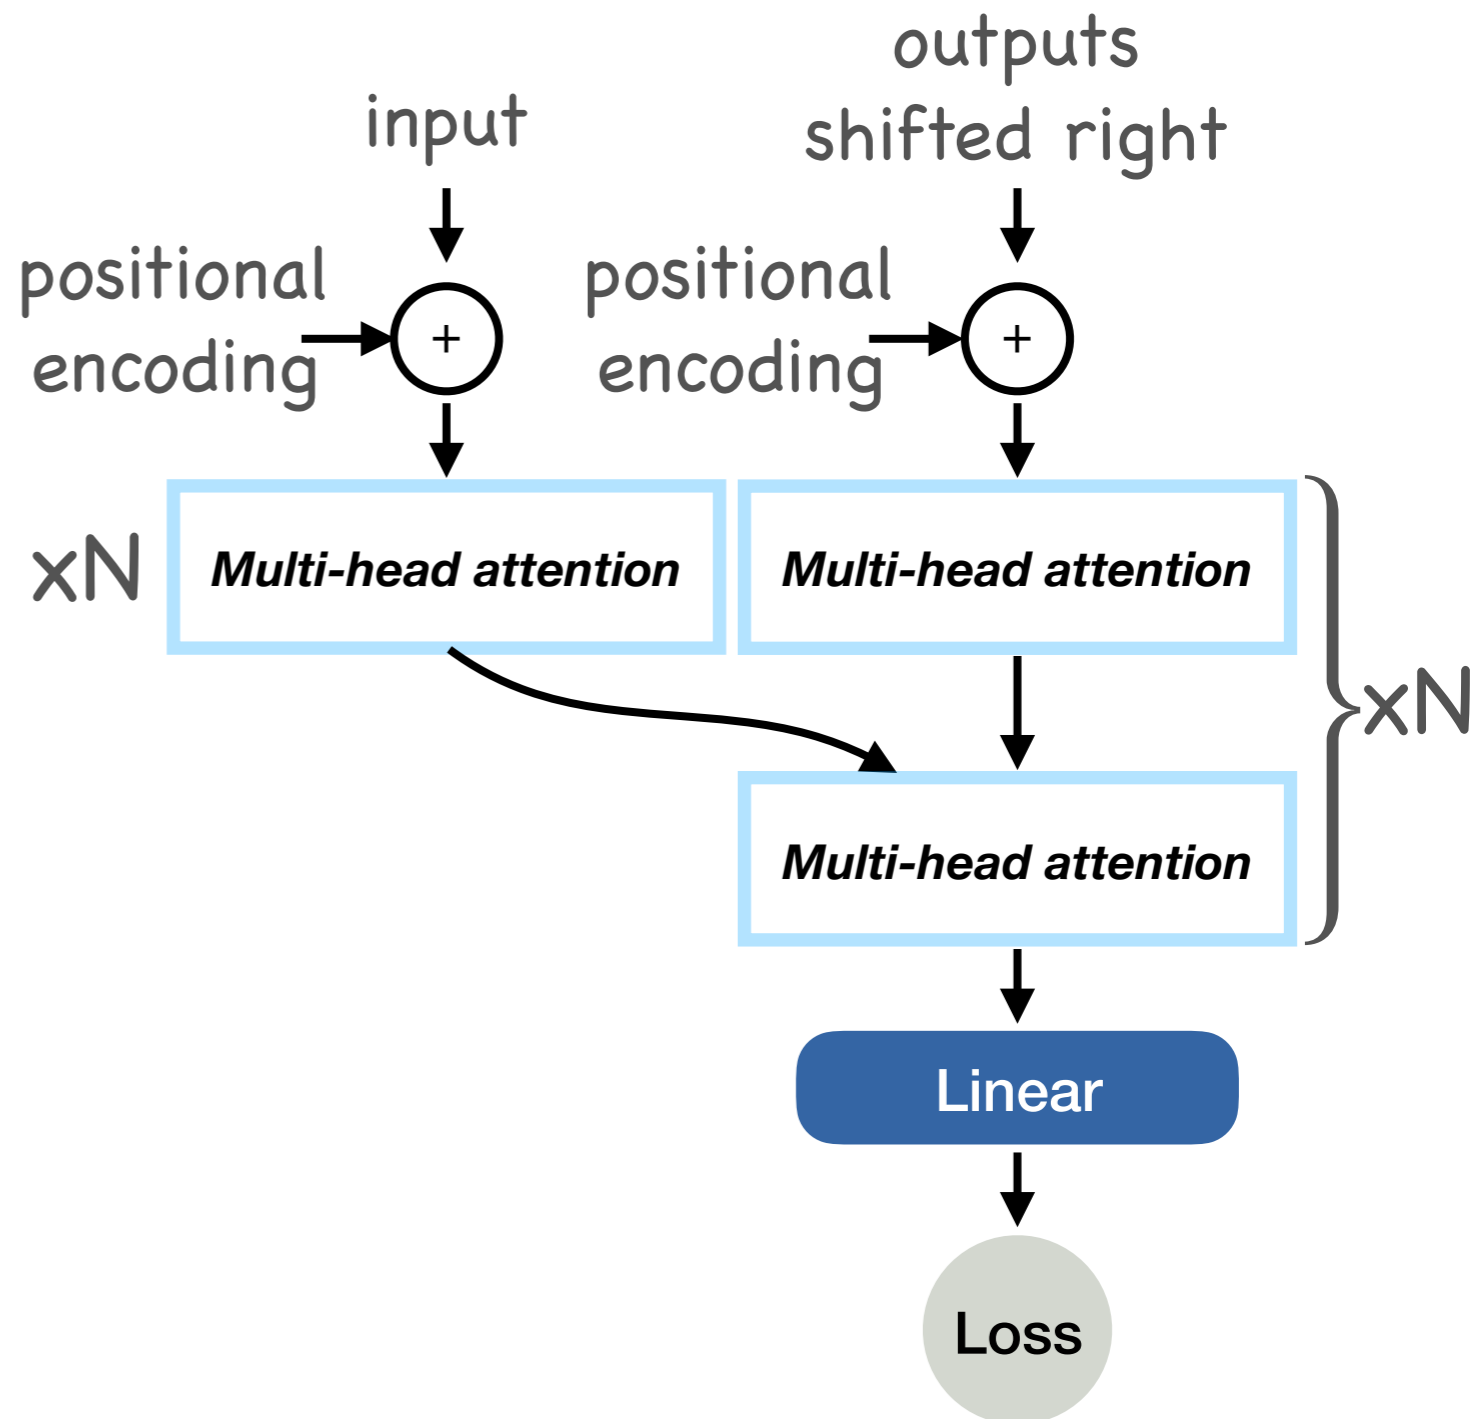 outputs
input
shifted right
positional
encoding
+
positional
encoding
+
xN
Multi-head attention
Multi-head attention
xN
Multi-head attention
Linear
Loss